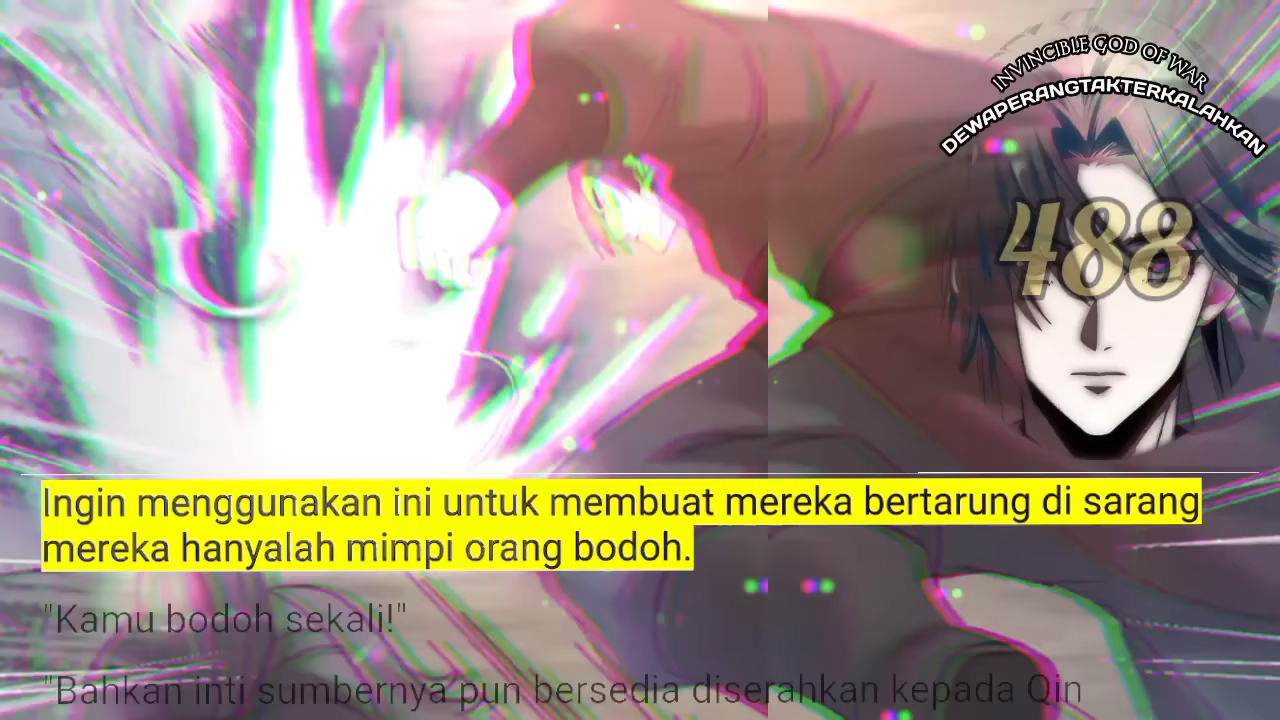 INVINCIBLE GOD OF WAR
DEWAPERANGTAKTERKALAHKAN
488
Ingin menggunakan ini untuk membuat mereka bertarung di sarang
mereka hanyalah mimpi orang bodoh.
"Kamu bodoh sekali!"
"Bahkan inti sumbernya pun bersedia diserahkan kepada Qin